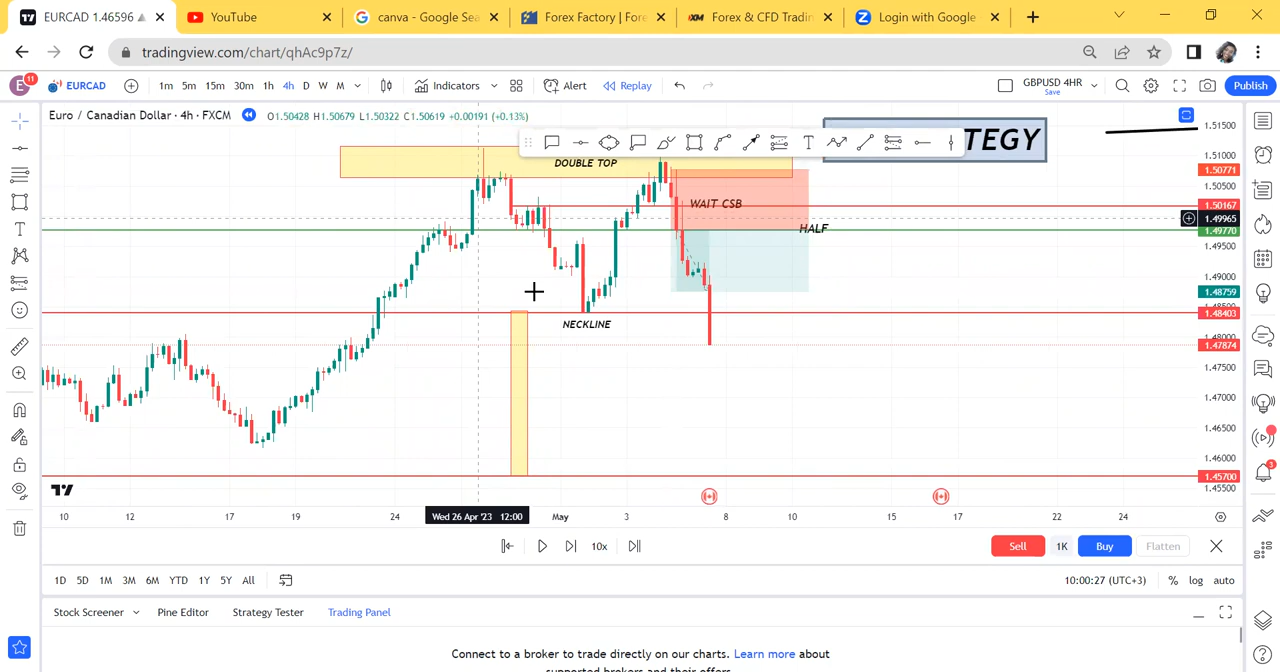 EURCAD 1.46596
YouTube
canva - Google Sea
Forex Factory | Fore
XM
Forex & CFD Tradin
Z
Login with Google
tradingview.com/chart/qhAc9p7z/
E
11
EURCAD
1m 5m 15m 30m 1h 4h D W M
Indicators
Alert
Replay
GBPUSD 4HR
Save
Publish
Euro / Canadian Dollar · 4h · FXCM
O1.50428 H1.50679 L1.50322 C1.50619 +0.00191 (+0.13%)
T
TEGY
DOUBLE TOP
WAIT CSB
HALF
NECKLINE
1.51500
1.51000
1.50771
1.50500
1.50167
1.49965
1.49770
1.49500
1.49000
1.48759
1.48403
1.48000
1.47874
1.47500
1.47000
1.46500
1.46000
1.45700
1.45500
10 12 17 19 24 Wed 26 Apr '23 12:00 May 3 8 10 15 17 22 24
10x
Sell 1K Buy Flatten
1D 5D 1M 3M 6M YTD 1Y 5Y All
10:00:27 (UTC+3) % log auto
Stock Screener Pine Editor Strategy Tester Trading Panel
Connect to a broker to trade directly on our charts. Learn more about
supported brokers and their offers.
3